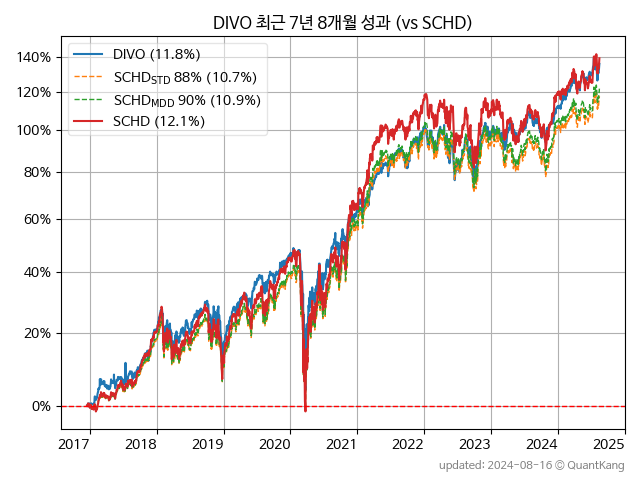 DIVO 최근 7년 8개월 성과 (vs SCHD)
DIVO (11.8%)
SCHD_STD 88% (10.7%)
SCHD_MDD 90% (10.9%)
SCHD (12.1%)
140%
120%
100%
80%
60%
40%
20%
0%
2017 2018 2019 2020 2021 2022 2023 2024 2025
updated: 2024-08-16 © QuantKang